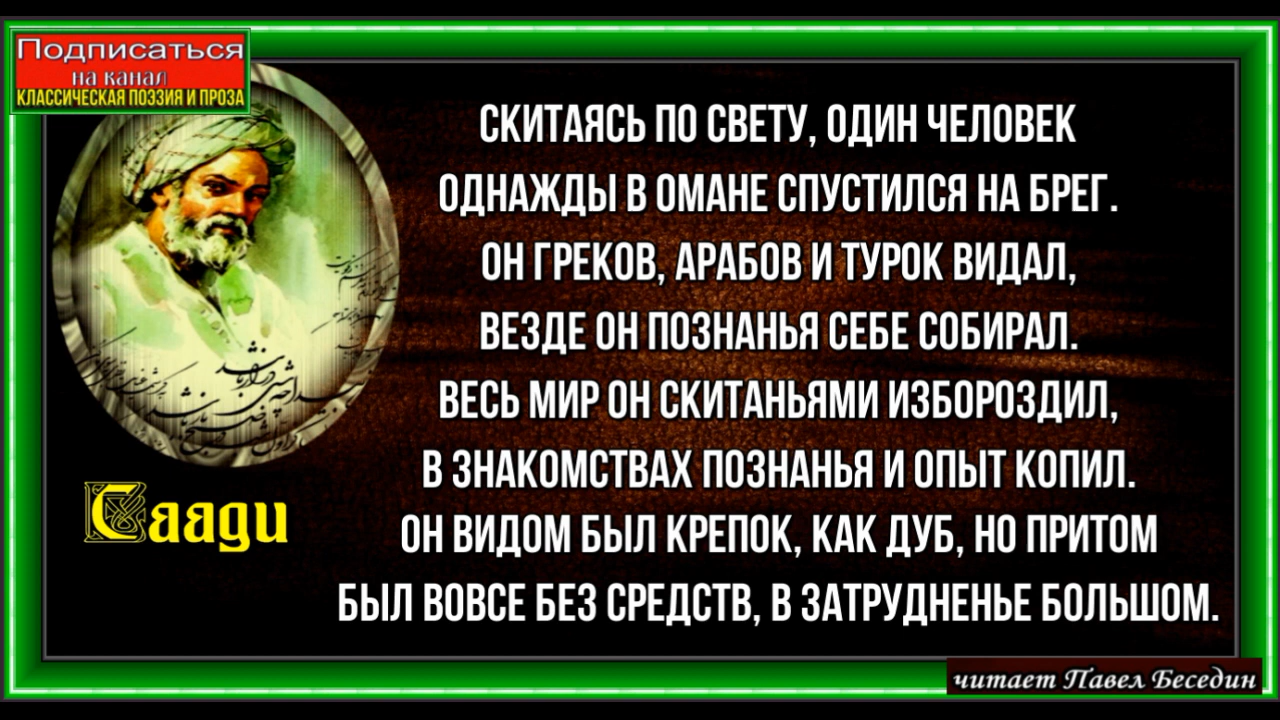 Подписаться
на канал
КЛАССИЧЕСКАЯ ПОЭЗИЯ И ПРОЗА
СКИТАЯСЬ ПО СВЕТУ, ОДИН ЧЕЛОВЕК
ОДНАЖДЫ В ОМАНЕ СПУСТИЛСЯ НА БРЕГ.
ОН ГРЕКОВ, АРАБОВ И ТУРОК ВИДАЛ,
ВЕЗДЕ ОН ПОЗНАНЬЯ СЕБЕ СОБИРАЛ.
ВЕСЬ МИР ОН СКИТАНЬЯМИ ИЗБОРОЗДИЛ,
В ЗНАКОМСТВАХ ПОЗНАНЬЯ И ОПЫТ КОПИЛ.
ОН ВИДОМ БЫЛ КРЕПОК, КАК ДУБ, НО ПРИТОМ
БЫЛ ВОВСЕ БЕЗ СРЕДСТВ, В ЗАТРУДНЕНЬЕ БОЛЬШОМ.
Саади
читает Павел Беседин